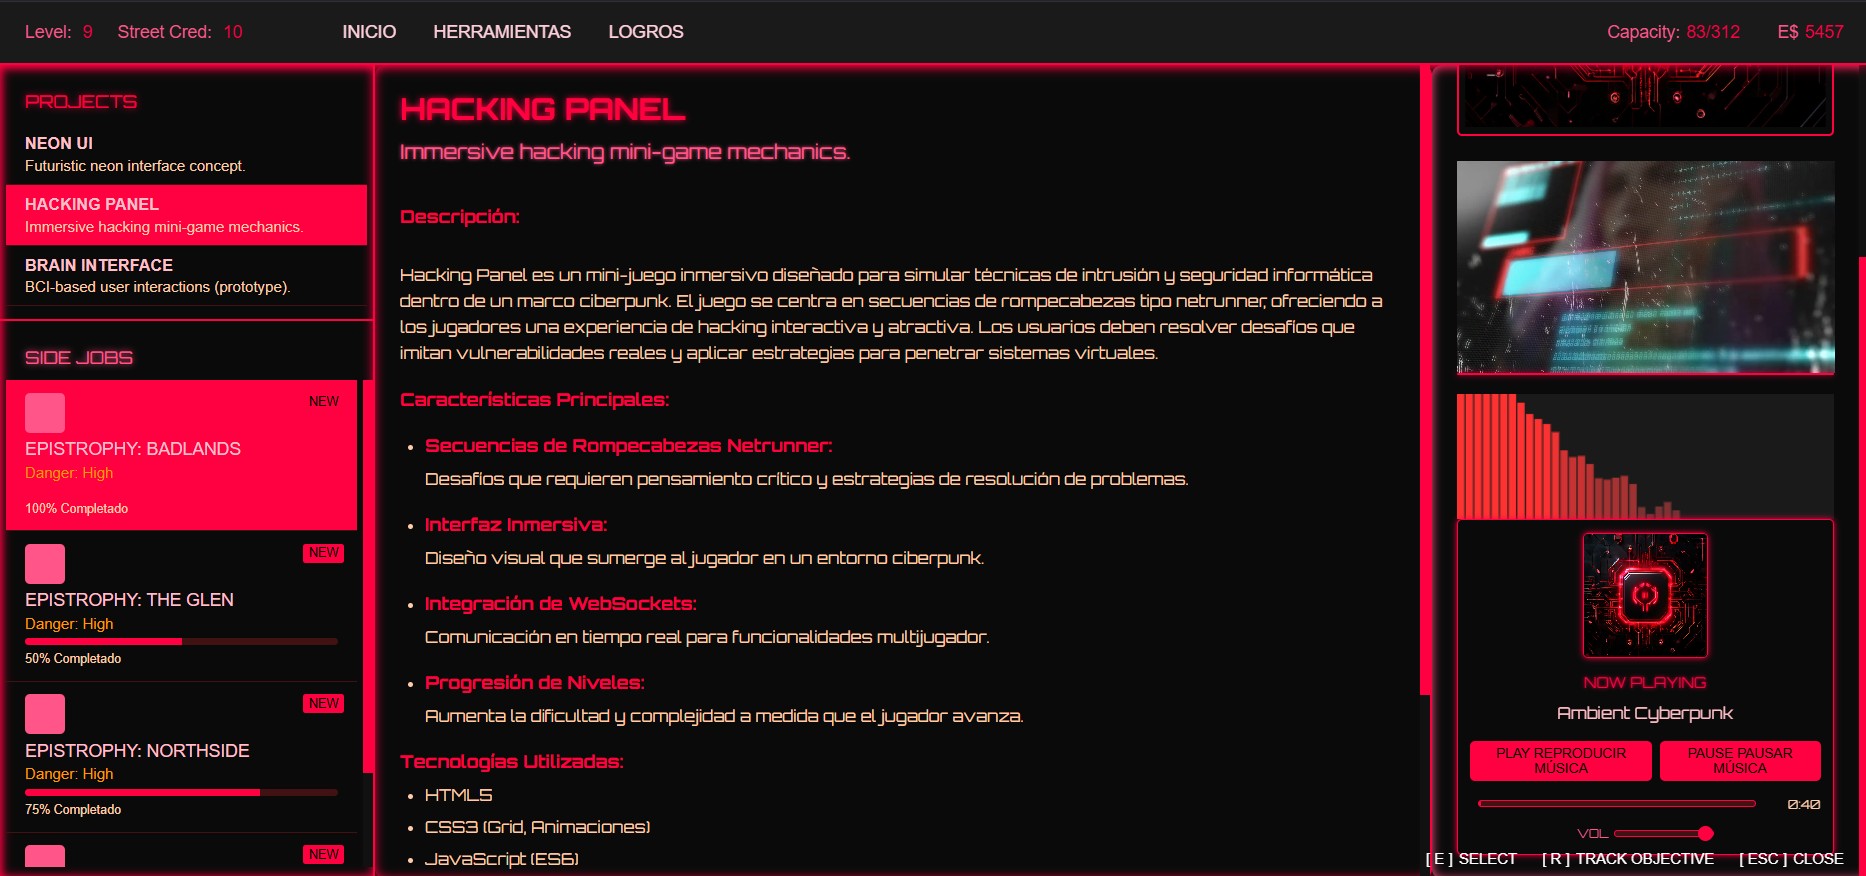 Level: 9 Street Cred: 10 INICIO HERRAMIENTAS LOGROS Capacity: 83/312 E$ 5457
PROJECTS
NEON UI
Futuristic neon interface concept.
HACKING PANEL
Immersive hacking mini-game mechanics.
BRAIN INTERFACE
BCI-based user interactions (prototype).
SIDE JOBS
NEW
EPISTROPHY: BADLANDS
Danger: High
100% Completado
NEW
EPISTROPHY: THE GLEN
Danger: High
50% Completado
NEW
EPISTROPHY: NORTHSIDE
Danger: High
75% Completado
NEW
HACKING PANEL
Immersive hacking mini-game mechanics.
Descripción:
Hacking Panel es un mini-juego inmersivo diseñado para simular técnicas de intrusión y seguridad informática
dentro de un marco ciberpunk. El juego se centra en secuencias de rompecabezas tipo netrunner, ofreciendo a
los jugadores una experiencia de hacking interactiva y atractiva. Los usuarios deben resolver desafíos que
imitan vulnerabilidades reales y aplicar estrategias para penetrar sistemas virtuales.
Características Principales:
• Secuencias de Rompecabezas Netrunner:
Desafíos que requieren pensamiento crítico y estrategias de resolución de problemas.
• Interfaz Inmersiva:
Diseño visual que sumerge al jugador en un entorno ciberpunk.
• Integración de WebSockets:
Comunicación en tiempo real para funcionalidades multijugador.
• Progresión de Niveles:
Aumenta la dificultad y complejidad a medida que el jugador avanza.
Tecnologías Utilizadas:
• HTML5
• CSS3 (Grid, Animaciones)
• JavaScript (ES6)
NOW PLAYING
Ambient Cyberpunk
PLAY REPRODUCIR
MÚSICA
PAUSE PAUSAR
MÚSICA
0:40
VOL
[ E ] SELECT [ R ] TRACK OBJECTIVE [ ESC ] CLOSE